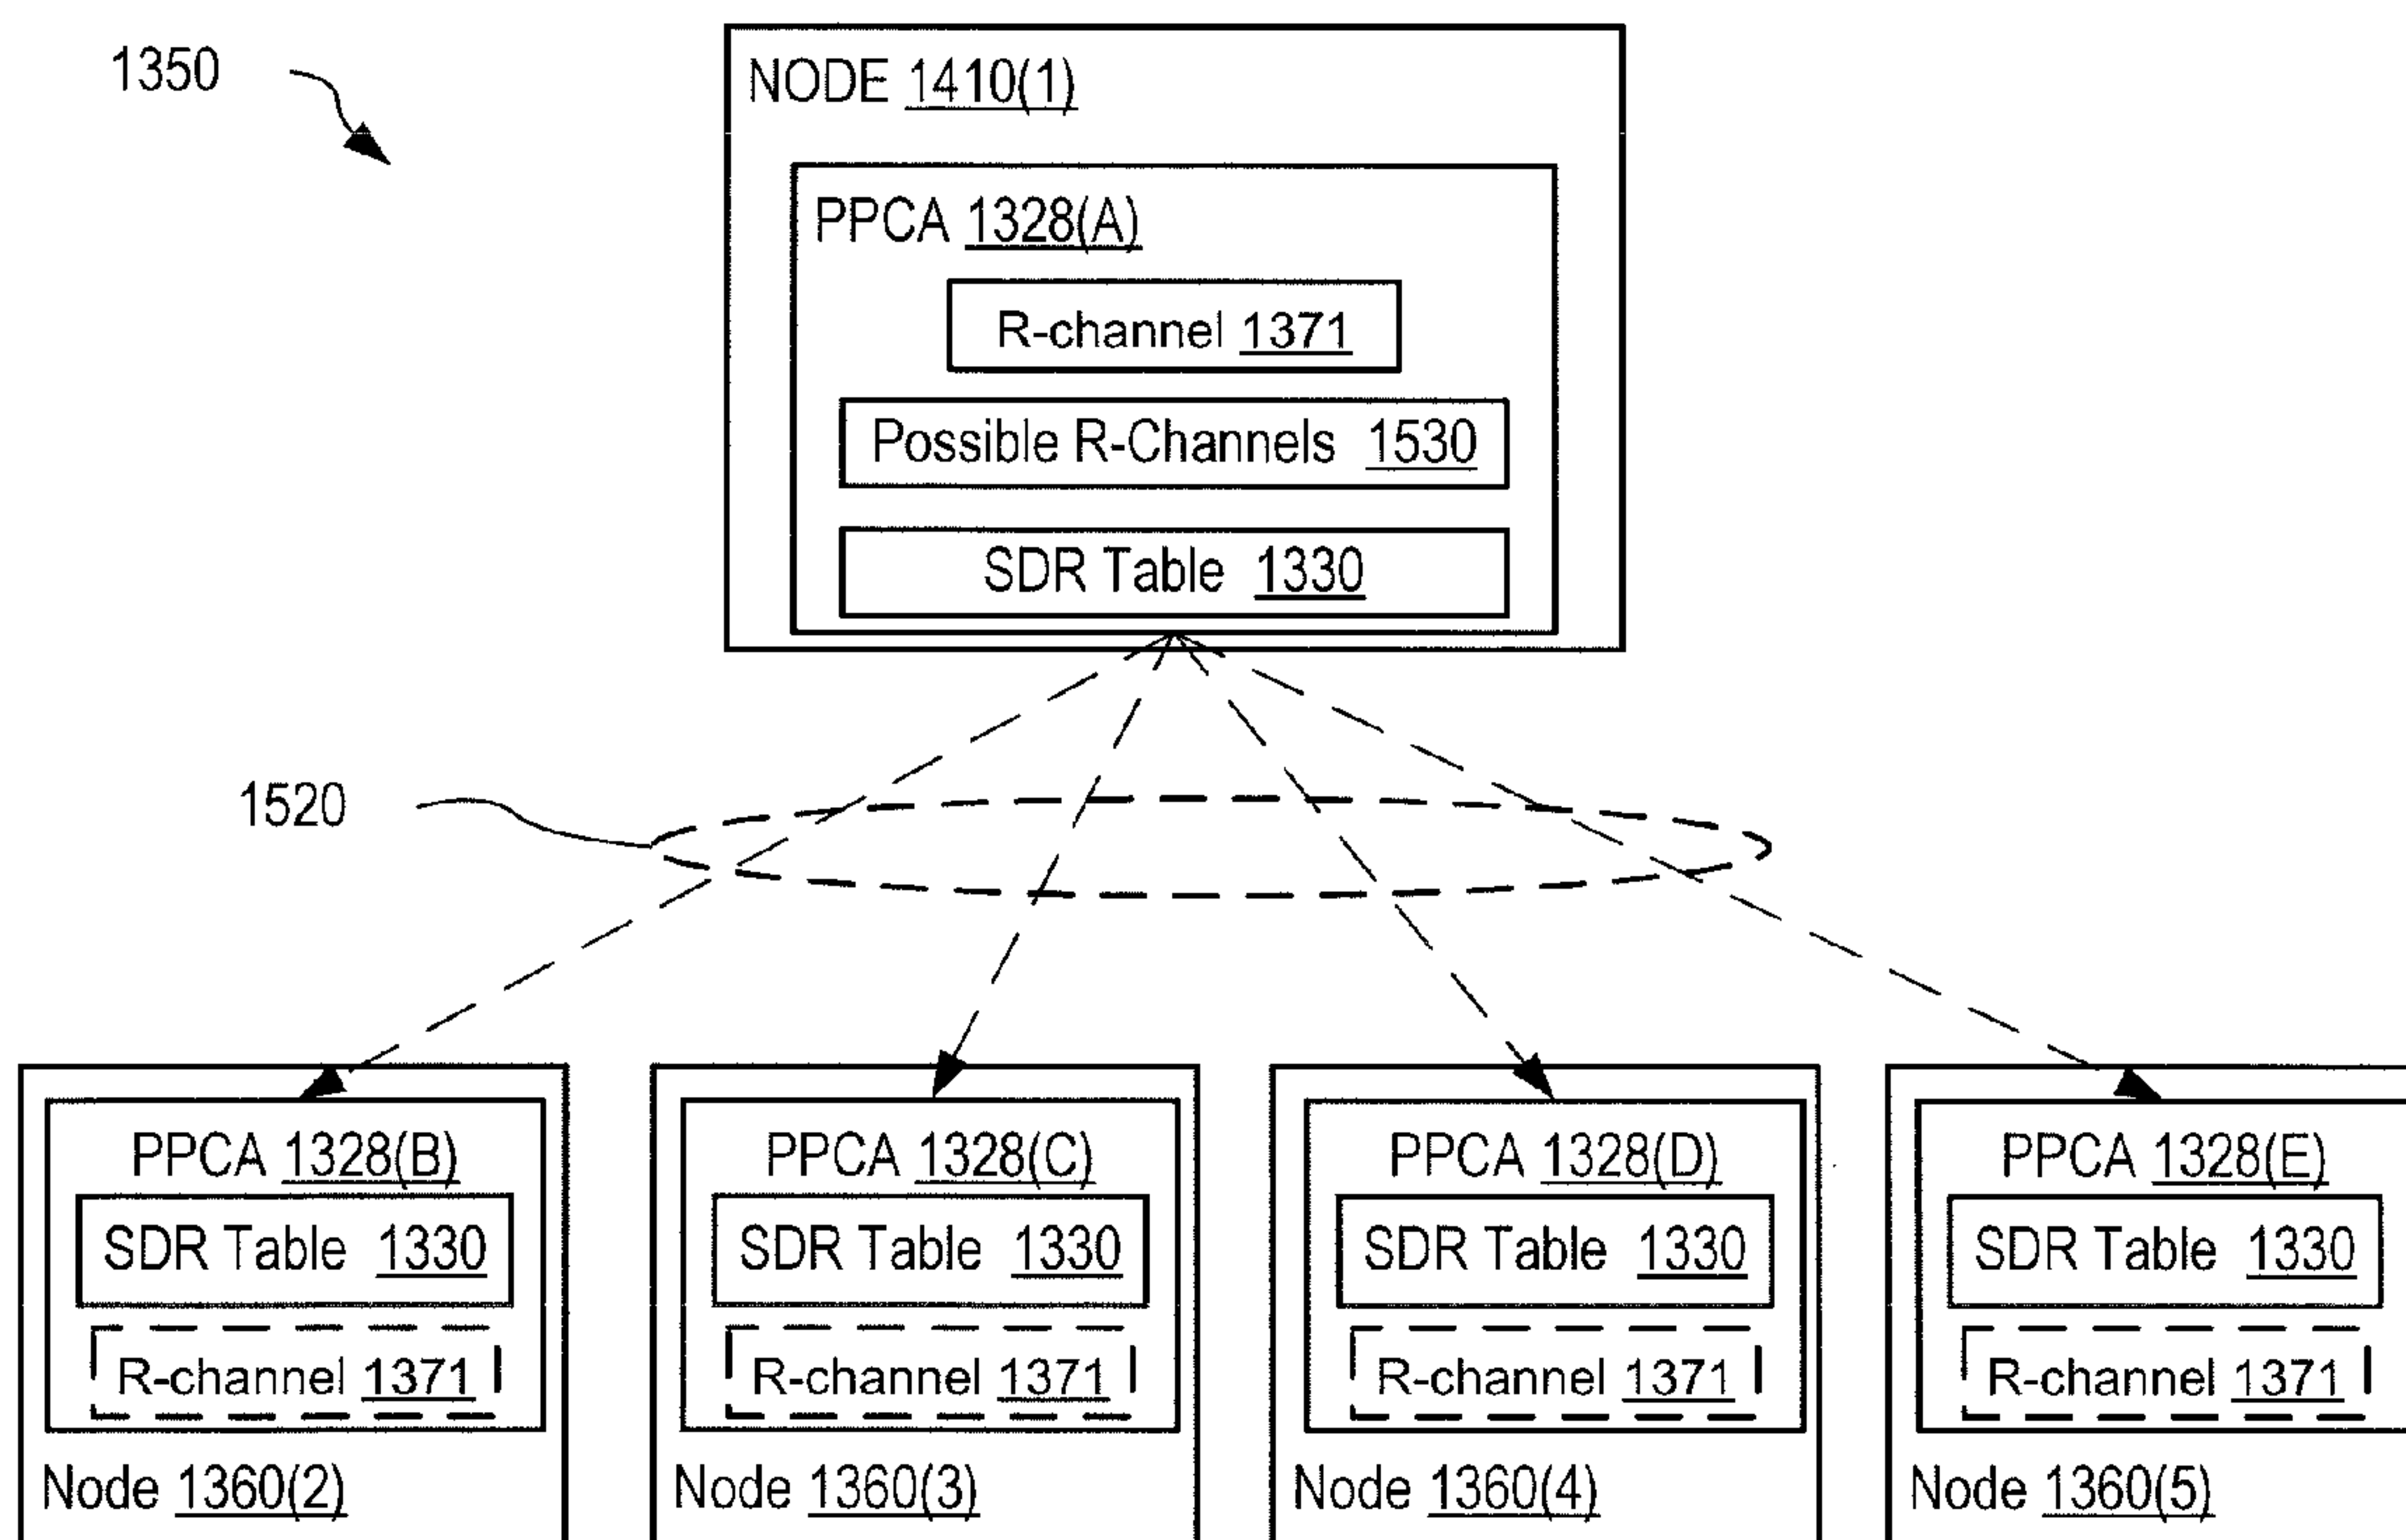 1350
NODE 1410(1)
PPCA 1328(A)
R-channel 1371
Possible R-Channels 1530
SDR Table 1330
1520
PPCA 1328(B)
SDR Table 1330
R-channel 1371
Node 1360(2)
PPCA 1328(C)
SDR Table 1330
R-channel 1371
Node 1360(3)
PPCA 1328(D)
SDR Table 1330
R-channel 1371
Node 1360(4)
PPCA 1328(E)
SDR Table 1330
R-channel 1371
Node 1360(5)